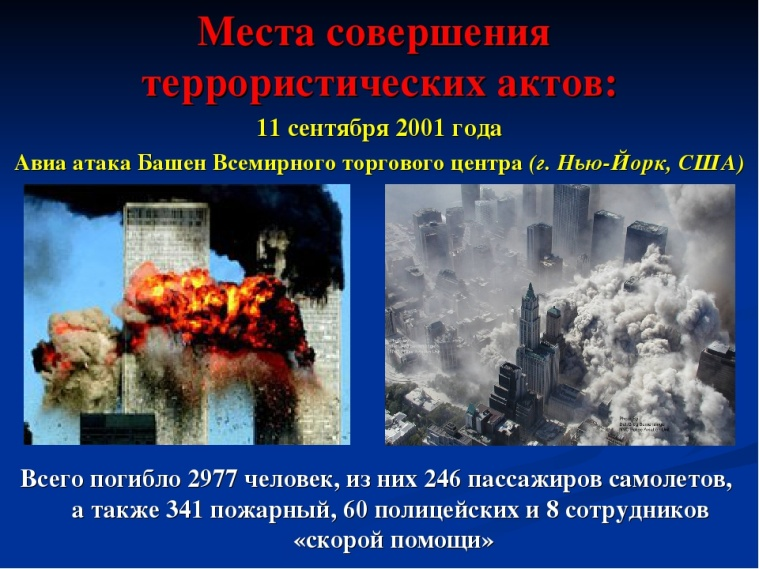 Места совершения
террористических актов:
11 сентября 2001 года
Авиа атака Башен Всемирного торгового центра (г. Нью-Йорк, США)
Всего погибло 2977 человек, из них 246 пассажиров самолетов,
а также 341 пожарный, 60 полицейских и 8 сотрудников
«скорой помощи»